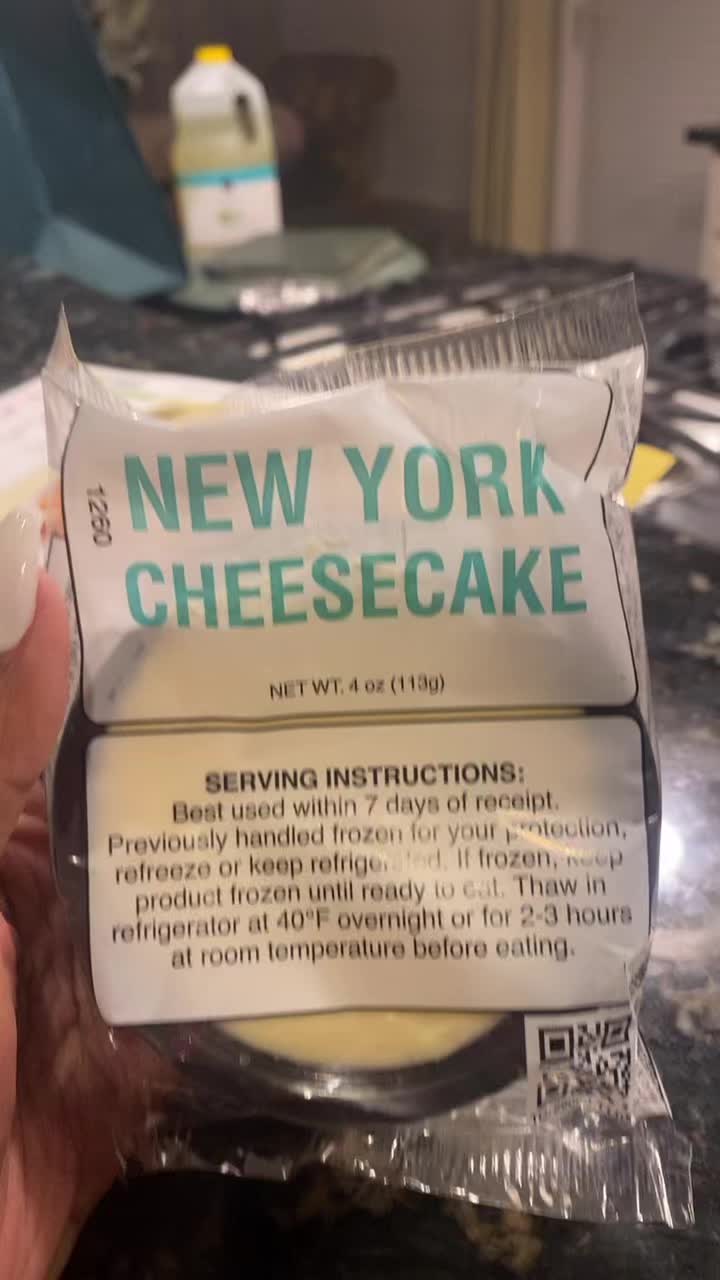 NEW YORK
CHEESECAKE
1260
NET WT. 4 oz (113g)
SERVING INSTRUCTIONS:
Best used within 7 days of receipt.
Previously handled frozen for your protection,
refreeze or keep refrigerated. If frozen, keep
product frozen until ready to eat. Thaw in
refrigerator at 40°F overnight or for 2-3 hours
at room temperature before eating.